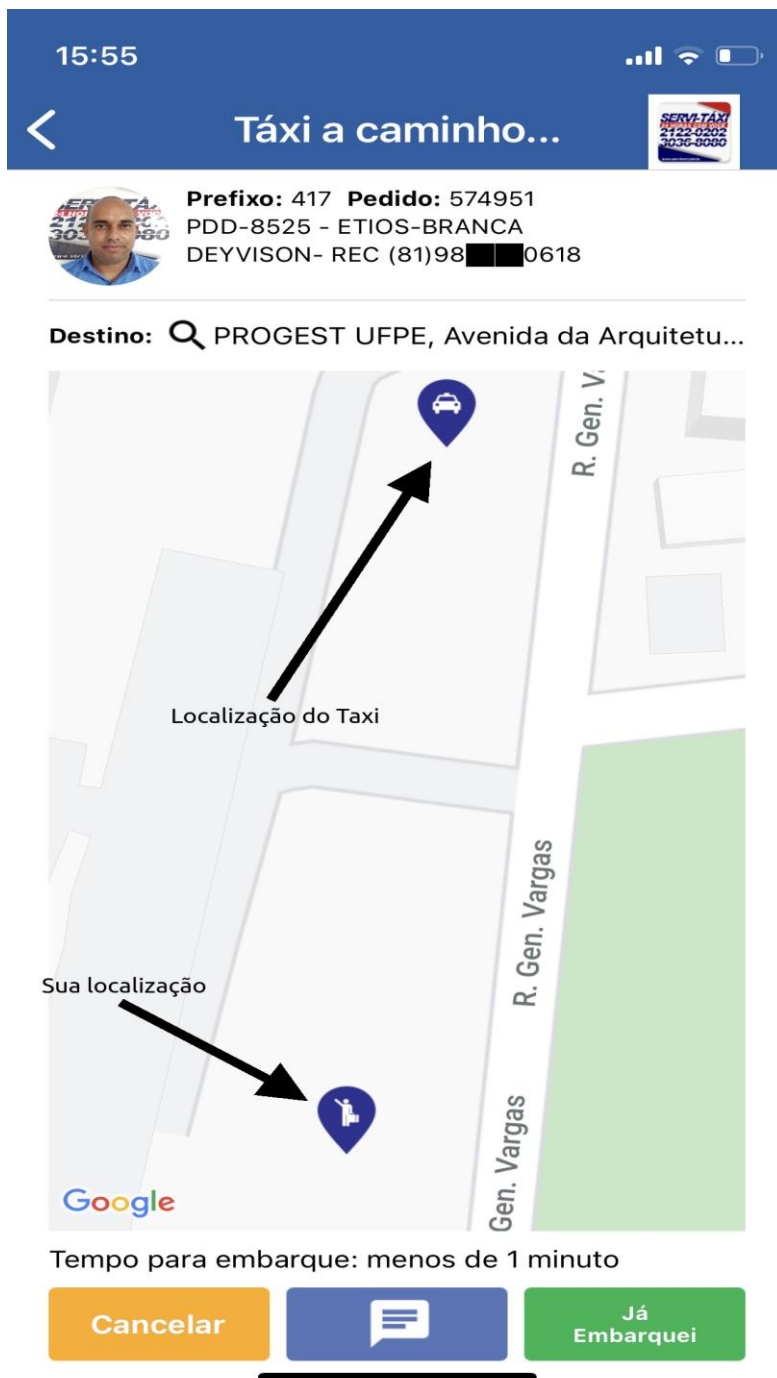 15:55
Táxi a caminho...
SERVI-TÁXI
2122-0202
3036-8080
Prefixo: 417 Pedido: 574951
PDD-8525 - ETIOS-BRANCA
DEYVISON- REC (81)98 0618
Destino: PROGEST UFPE, Avenida da Arquitetu...
R. Gen. V
Localização do Taxi
R. Gen. Vargas
Sua localização
Gen. Vargas
Google
Tempo para embarque: menos de 1 minuto
Cancelar
Já
Embarquei